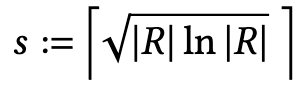 s := ⌈√|R| ln |R|⌉